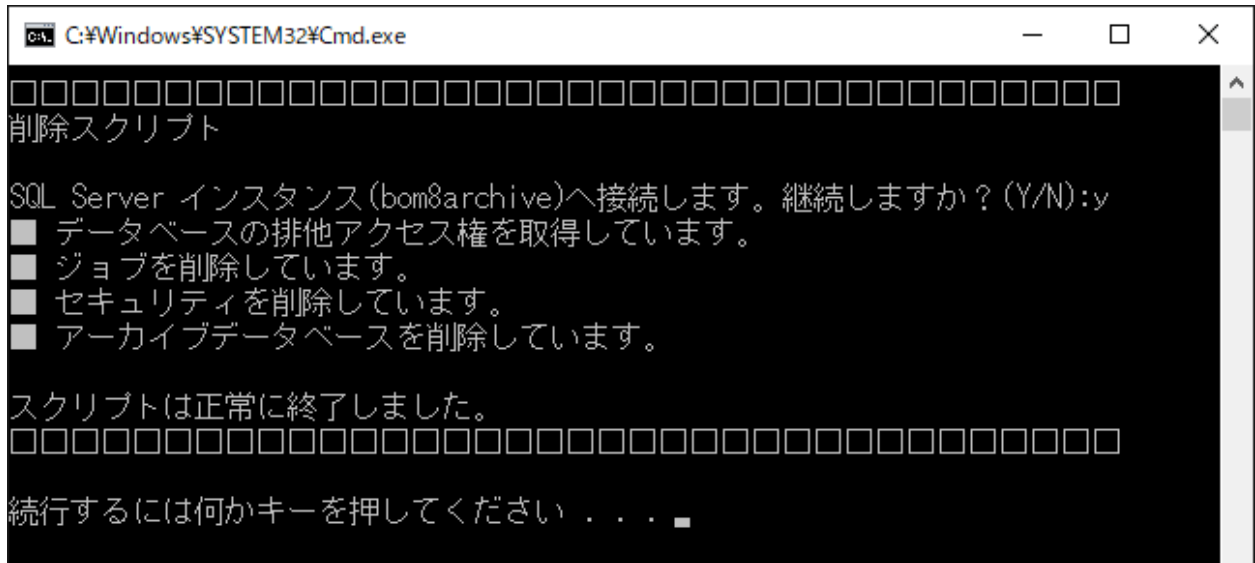 C:¥Windows¥SYSTEM32¥Cmd.exe
□□□□□□□□□□□□□□□□□□□□□□□□□□□□□□□□□□□□
削除スクリプト
SQL Server インスタンス(bom8archive)へ接続します。継続しますか？(Y/N):y
■ データベースの排他アクセス権を取得しています。
■ ジョブを削除しています。
■ セキュリティを削除しています。
■ アーカイブデータベースを削除しています。
スクリプトは正常に終了しました。
□□□□□□□□□□□□□□□□□□□□□□□□□□□□□□□□□□□□
続行するには何かキーを押してください . . .